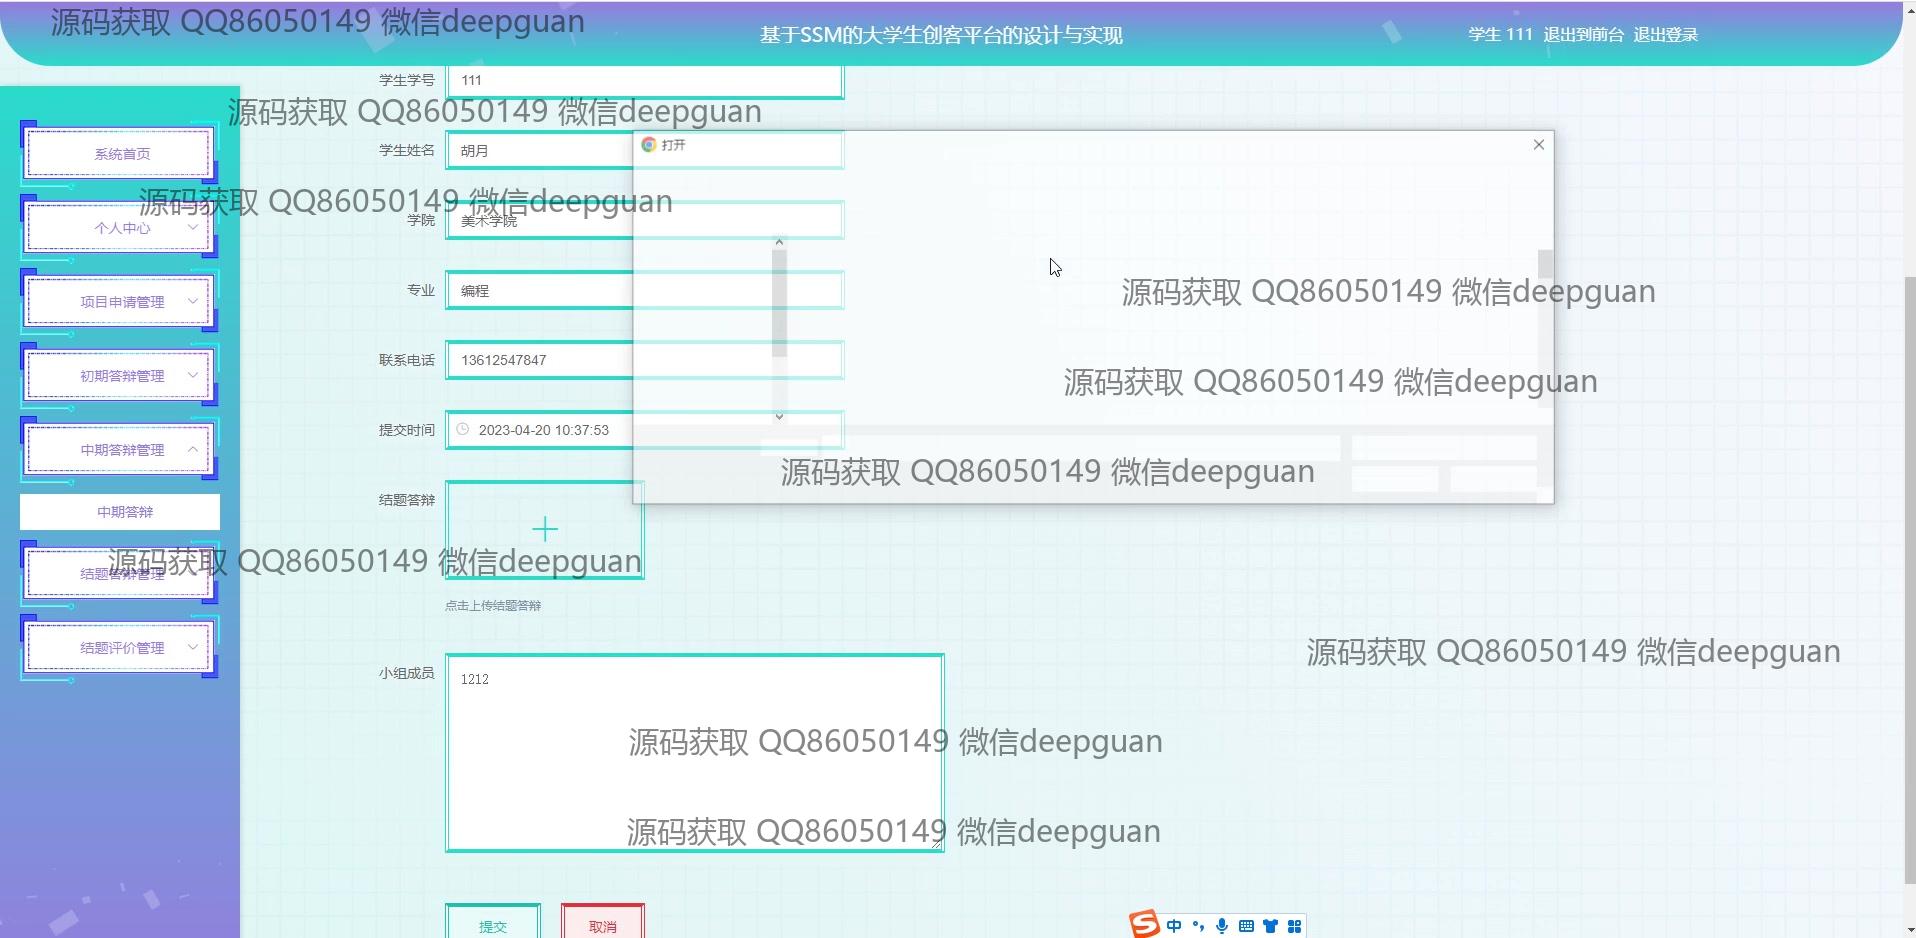 源码获取 QQ86050149 微信deepguan
基于SSM的大学生创客平台的设计与实现
学生 111 退出到前台 退出登录
学生学号
111
源码获取 QQ86050149 微信deepguan
系统首页
学生姓名
胡月
打开
源码获取 QQ86050149 微信deepguan
个人中心
学院
美术学院
项目申请管理
专业
编程
源码获取 QQ86050149 微信deepguan
初期答辩管理
联系电话
13612547847
源码获取 QQ86050149 微信deepguan
中期答辩管理
提交时间
2023-04-20 10:37:53
源码获取 QQ86050149 微信deepguan
中期答辩
结题答辩
源码获取 QQ86050149 微信deepguan
结题答辩管理
点击上传结题答辩
结题评价管理
源码获取 QQ86050149 微信deepguan
小组成员
1212
源码获取 QQ86050149 微信deepguan
源码获取 QQ86050149 微信deepguan
提交
取消
中